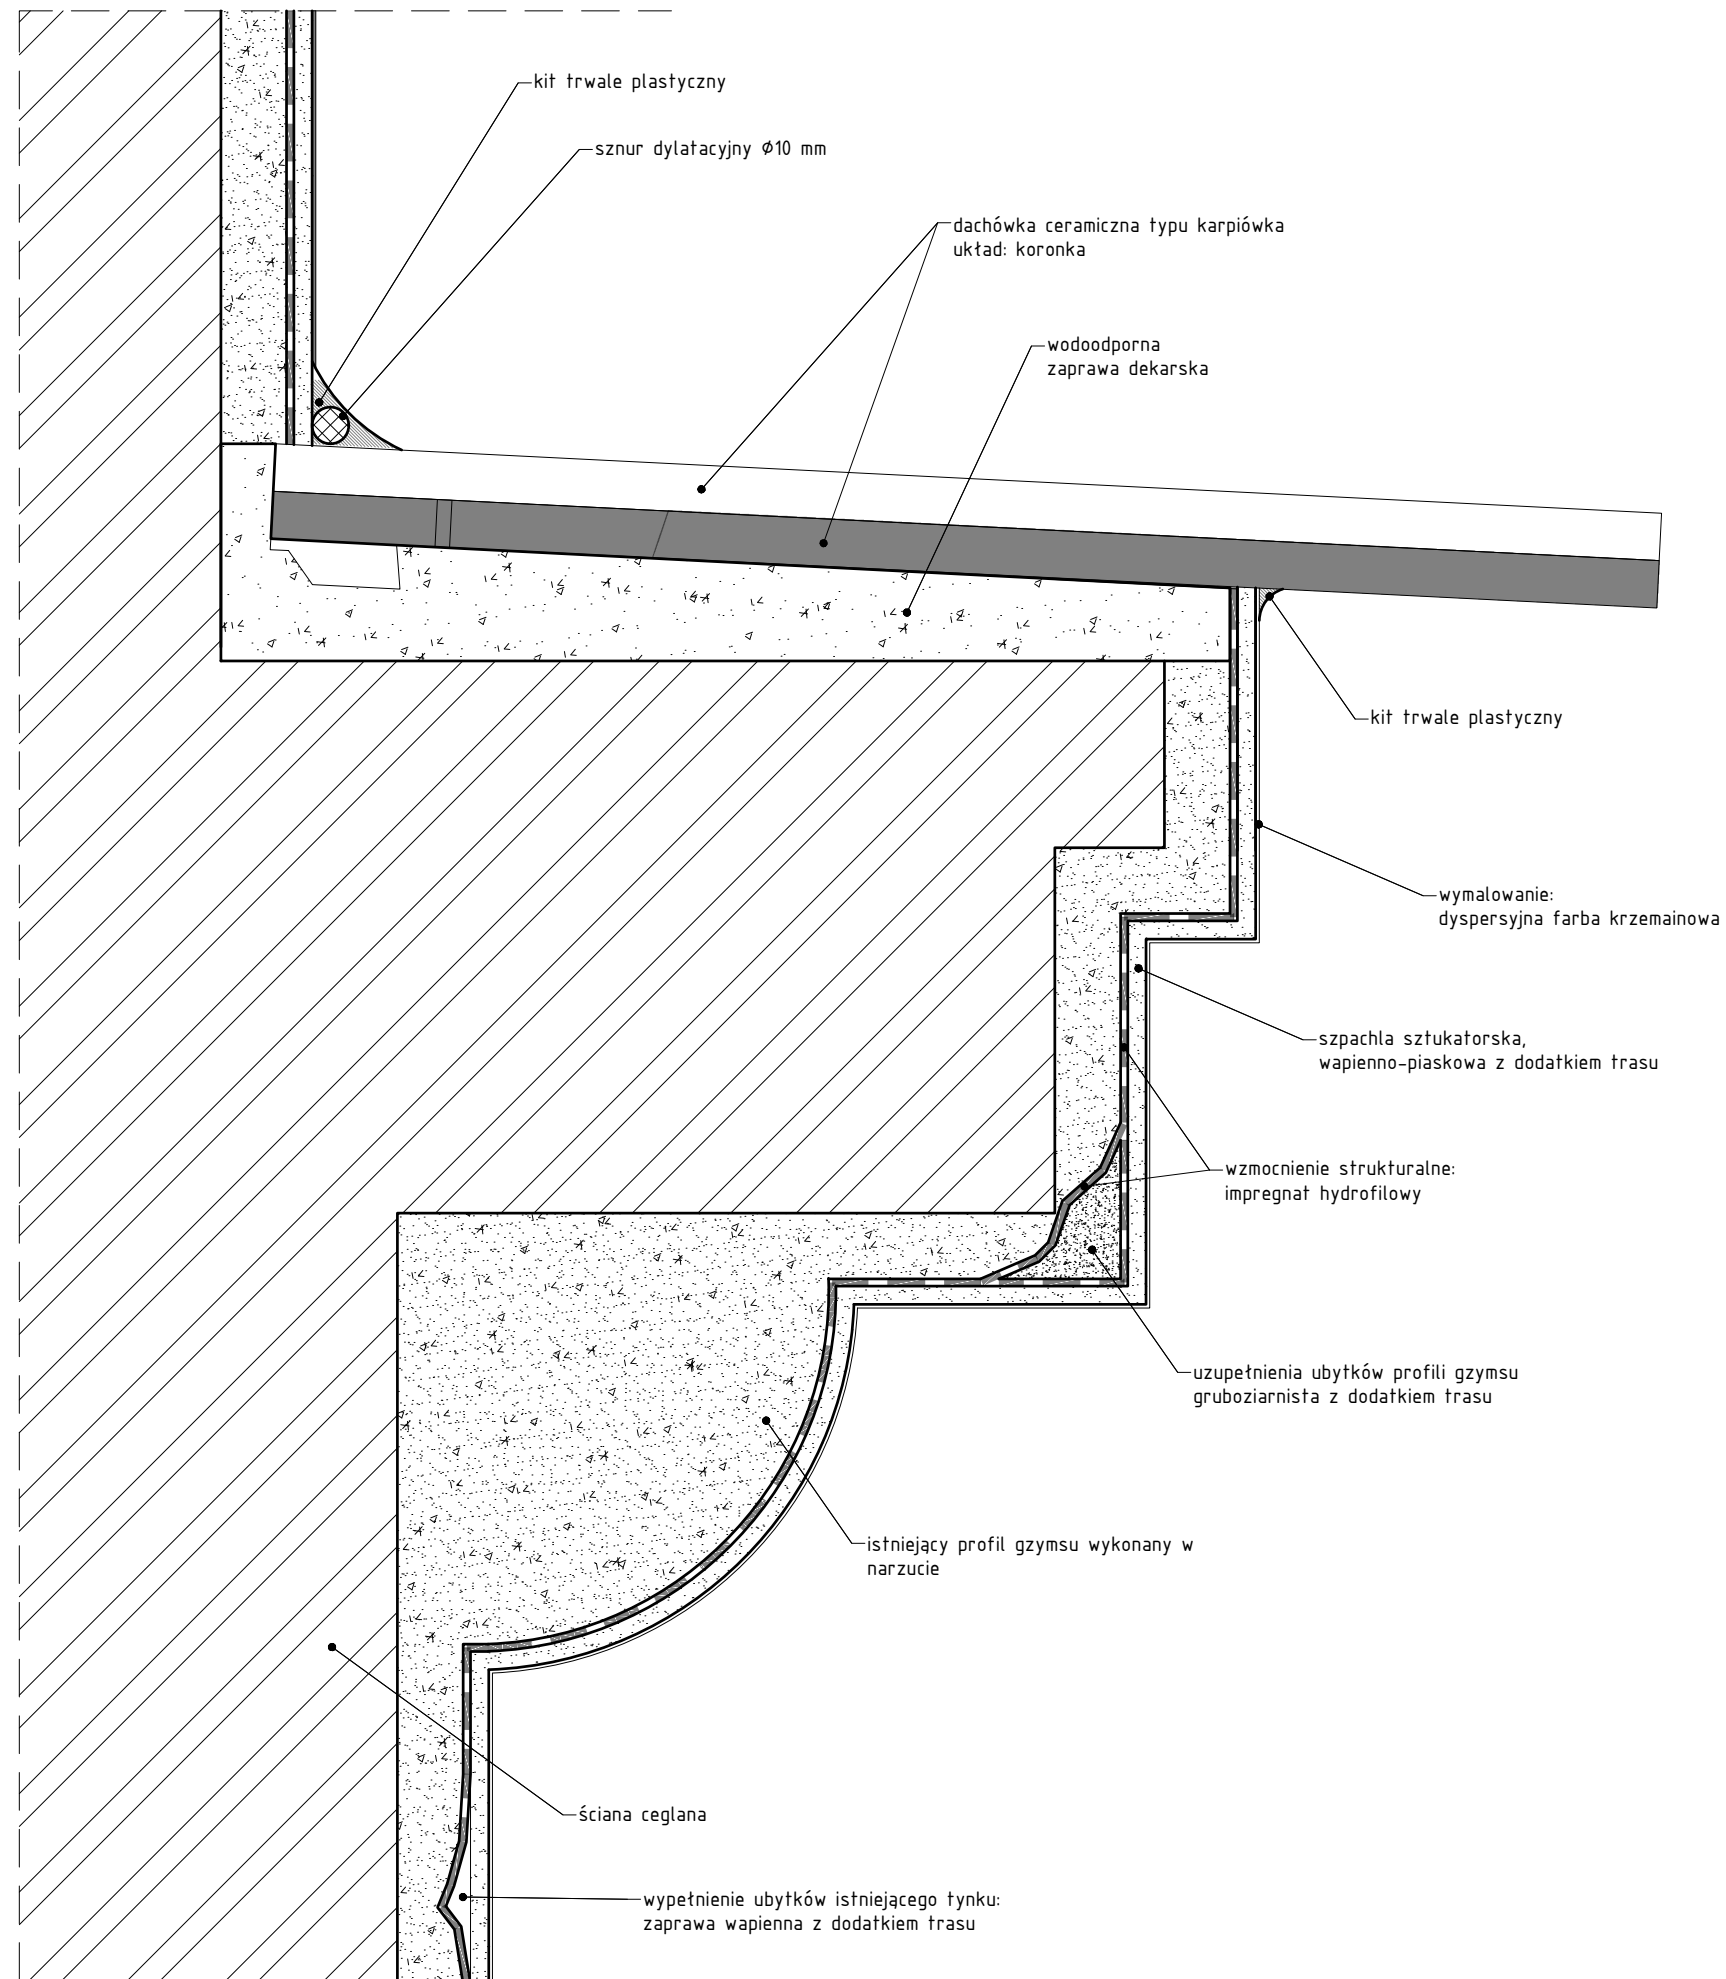 kit trwale plastyczny
sznur dylatacyjny Ø10 mm
dachówka ceramiczna typu karpiówka
układ: koronka
wodoodporna
zaprawa dekarska
kit trwale plastyczny
wymalowanie:
dyspersyjna farba krzemainowa
szpachla sztukatorska,
wapienno-piaskowa z dodatkiem trasu
wzmocnienie strukturalne:
impregnat hydrofilowy
uzupełnienia ubytków profili gzymsu
gruboziarnista z dodatkiem trasu
istniejący profil gzymsu wykonany w
narzucie
ściana ceglana
wypełnienie ubytków istniejącego tynku:
zaprawa wapienna z dodatkiem trasu